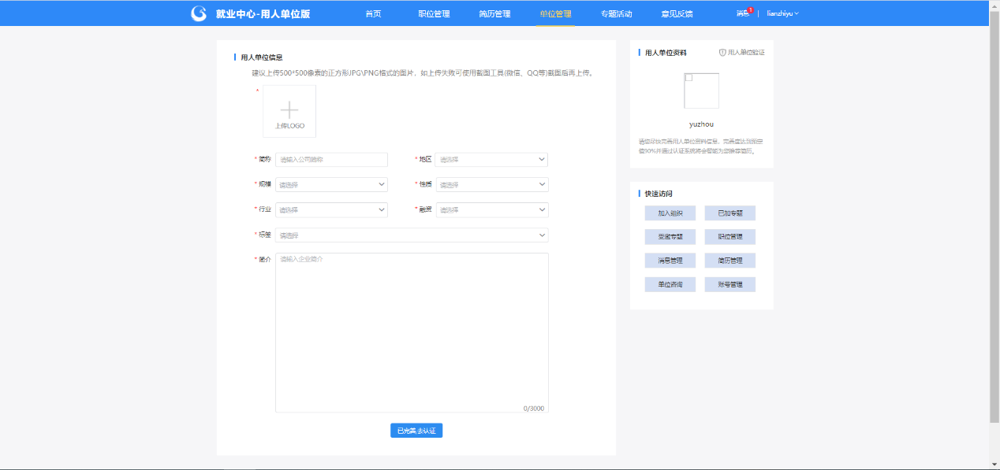 就业中心-用人单位版
首页 职位管理 简历管理 单位管理 专题活动 意见反馈 消息 1 | lianzhiyu
用人单位信息
建议上传500*500像素的正方形JPG\PNG格式的图片，如上传失败可使用截图工具(微信、QQ等)截图后再上传。
*
上传LOGO
* 简称 请输入公司简称 * 地区 请选择
* 规模 请选择 * 性质 请选择
* 行业 请选择 * 融资 请选择
* 标签 请选择
* 简介 请输入企业简介
0/3000
已完美,去认证
用人单位资料 用人单位验证
yuzhou
请您尽快完善用人单位资料信息，完善度达到预定
值90%并通过认证系统将会智能为您推荐简历。
快速访问
加入组织 已加专题
受邀专题 职位管理
消息管理 简历管理
单位咨询 账号管理